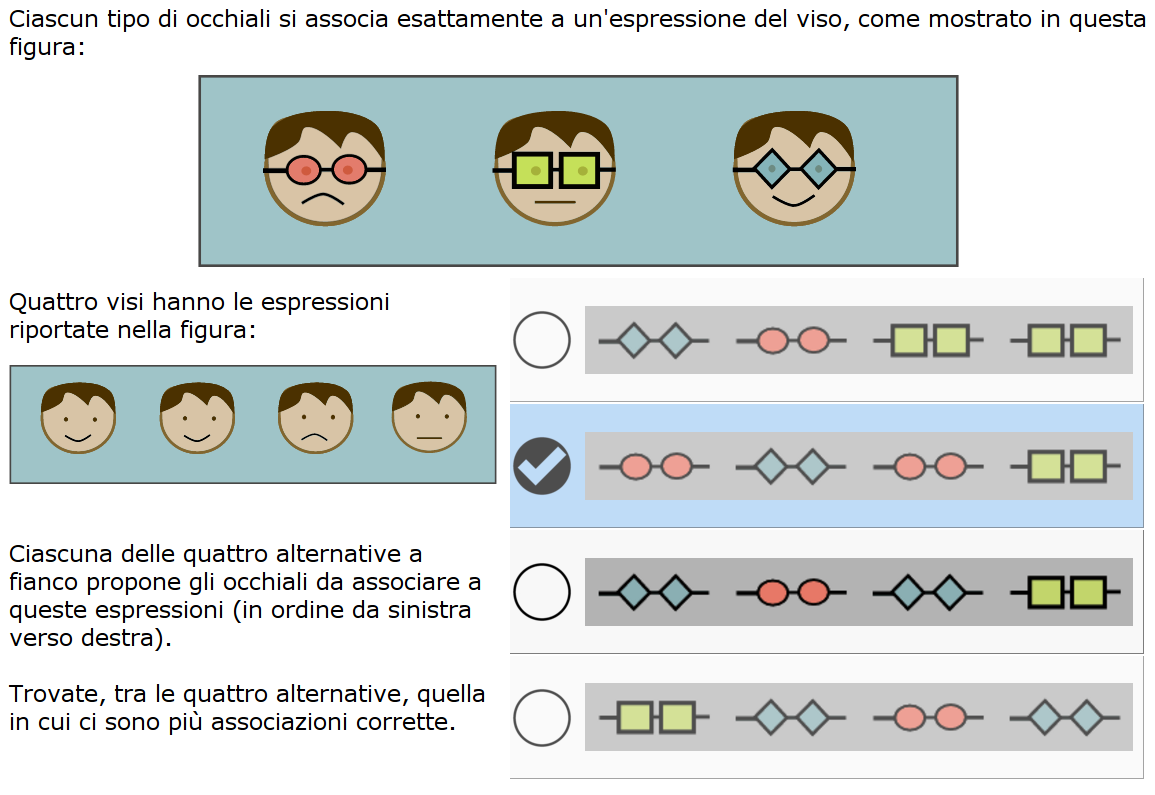 Ciascun tipo di occhiali si associa esattamente a un'espressione del viso, come mostrato in questa
figura:
Quattro visi hanno le espressioni
riportate nella figura:
Ciascuna delle quattro alternative a
fianco propone gli occhiali da associare a
queste espressioni (in ordine da sinistra
verso destra).
Trovate, tra le quattro alternative, quella
in cui ci sono più associazioni corrette.